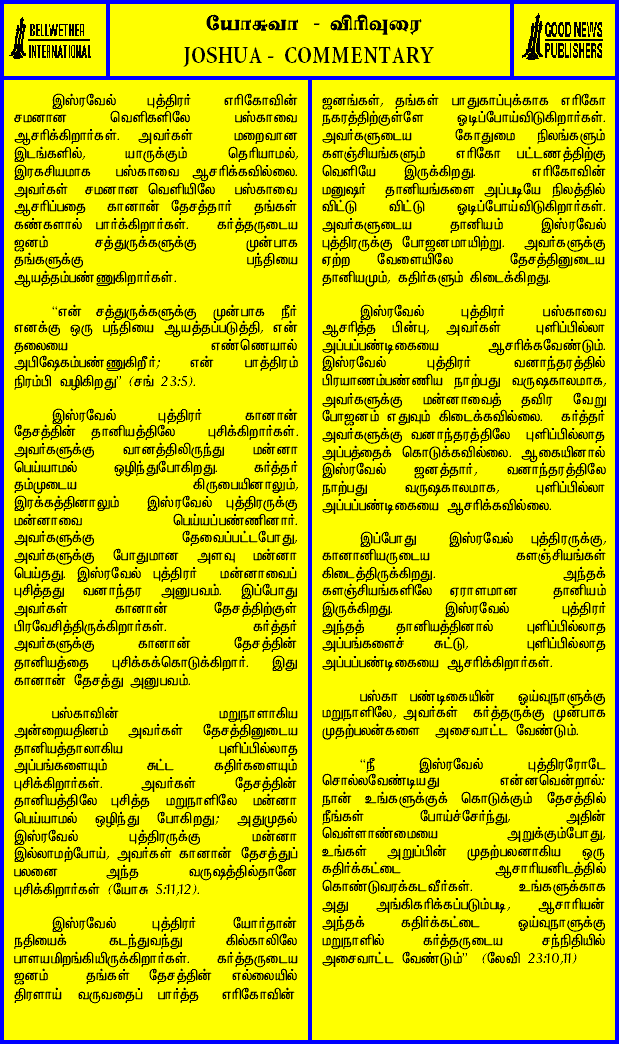 BELLWETHER
INTERNATIONAL
யோசுவா - விரிவுரை
JOSHUA - COMMENTARY
GOOD NEWS
PUBLISHERS
இஸ்ரவேல் புத்திரர் எரிகோவின்
சமனான வெளிகளிலே பஸ்காவை
ஆசரிக்கிறார்கள். அவர்கள் மறைவான
இடங்களில், யாருக்கும் தெரியாமல்,
இரகசியமாக பஸ்காவை ஆசரிக்கவில்லை.
அவர்கள் சமனான வெளியிலே பஸ்காவை
ஆசரிப்பதை கானான் தேசத்தார் தங்கள்
கண்களால் பார்க்கிறார்கள். கர்த்தருடைய
ஜனம் சத்துருக்களுக்கு முன்பாக
தங்களுக்கு பந்தியை
ஆயத்தம்பண்ணுகிறார்கள்.
“என் சத்துருக்களுக்கு முன்பாக நீர்
எனக்கு ஒரு பந்தியை ஆயத்தப்படுத்தி, என்
தலையை எண்ணெயால்
அபிஷேகம்பண்ணுகிறீர்; என் பாத்திரம்
நிரம்பி வழிகிறது” (சங் 23:5).
இஸ்ரவேல் புத்திரர் கானான்
தேசத்தின் தானியத்திலே புசிக்கிறார்கள்.
அவர்களுக்கு வானத்திலிருந்து மன்னா
பெய்யாமல் ஒழிந்துபோகிறது. கர்த்தர்
தம்முடைய கிருபையினாலும்,
இரக்கத்தினாலும் இஸ்ரவேல் புத்திரருக்கு
மன்னாவை பெய்யப்பண்ணினார்.
அவர்களுக்கு தேவைப்பட்டபோது,
அவர்களுக்கு போதுமான அளவு மன்னா
பெய்தது. இஸ்ரவேல் புத்திரர் மன்னாவைப்
புசித்தது வனாந்தர அனுபவம். இப்போது
அவர்கள் கானான் தேசத்திற்குள்
பிரவேசித்திருக்கிறார்கள். கர்த்தர்
அவர்களுக்கு கானான் தேசத்தின்
தானியத்தை புசிக்கக்கொடுக்கிறார். இது
கானான் தேசத்து அனுபவம்.
பஸ்காவின் மறுநாளாகிய
அன்றையதினம் அவர்கள் தேசத்தினுடைய
தானியத்தாலாகிய புளிப்பில்லாத
அப்பங்களையும் சுட்ட கதிர்களையும்
புசிக்கிறார்கள். அவர்கள் தேசத்தின்
தானியத்திலே புசித்த மறுநாளிலே மன்னா
பெய்யாமல் ஒழிந்து போகிறது; அதுமுதல்
இஸ்ரவேல் புத்திரருக்கு மன்னா
இல்லாமற்போய், அவர்கள் கானான் தேசத்துப்
பலனை அந்த வருஷத்தில்தானே
புசிக்கிறார்கள் (யோசு 5:11,12).
இஸ்ரவேல் புத்திரர் யோர்தான்
நதியைக் கடந்துவந்து கில்காலிலே
பாளயமிறங்கியிருக்கிறார்கள். கர்த்தருடைய
ஜனம் தங்கள் தேசத்தின் எல்லையில்
திரளாய் வருவதைப் பார்த்த எரிகோவின்
ஜனங்கள், தங்கள் பாதுகாப்புக்காக எரிகோ
நகரத்திற்குள்ளே ஓடிப்போய்விடுகிறார்கள்.
அவர்களுடைய கோதுமை நிலங்களும்
களஞ்சியங்களும் எரிகோ பட்டணத்திற்கு
வெளியே இருக்கிறது. எரிகோவின்
மனுஷர் தானியங்களை அப்படியே நிலத்தில்
விட்டு விட்டு ஓடிப்போய்விடுகிறார்கள்.
அவர்களுடைய தானியம் இஸ்ரவேல்
புத்திரருக்கு போஜனமாயிற்று. அவர்களுக்கு
ஏற்ற வேளையிலே தேசத்தினுடைய
தானியமும், கதிர்களும் கிடைக்கிறது.
இஸ்ரவேல் புத்திரர் பஸ்காவை
ஆசரித்த பின்பு, அவர்கள் புளிப்பில்லா
அப்பப்பண்டிகையை ஆசரிக்கவேண்டும்.
இஸ்ரவேல் புத்திரர் வனாந்தரத்தில்
பிரயாணம்பண்ணிய நாற்பது வருஷகாலமாக,
அவர்களுக்கு மன்னாவைத் தவிர வேறு
போஜனம் எதுவும் கிடைக்கவில்லை. கர்த்தர்
அவர்களுக்கு வனாந்தரத்திலே புளிப்பில்லாத
அப்பத்தைக் கொடுக்கவில்லை. ஆகையினால்
இஸ்ரவேல் ஜனத்தார், வனாந்தரத்திலே
நாற்பது வருஷகாலமாக, புளிப்பில்லா
அப்பப்பண்டிகையை ஆசரிக்கவில்லை.
இப்போது இஸ்ரவேல் புத்திரருக்கு,
கானானியருடைய களஞ்சியங்கள்
கிடைத்திருக்கிறது. அந்தக்
களஞ்சியங்களிலே ஏராளமான தானியம்
இருக்கிறது. இஸ்ரவேல் புத்திரர்
அந்தத் தானியத்தினால் புளிப்பில்லாத
அப்பங்களைச் சுட்டு, புளிப்பில்லாத
அப்பப்பண்டிகையை ஆசரிக்கிறார்கள்.
பஸ்கா பண்டிகையின் ஓய்வுநாளுக்கு
மறுநாளிலே, அவர்கள் கர்த்தருக்கு முன்பாக
முதற்பலன்களை அசைவாட்ட வேண்டும்.
“நீ இஸ்ரவேல் புத்திரரோடே
சொல்லவேண்டியது என்னவென்றால்:
நான் உங்களுக்குக் கொடுக்கும் தேசத்தில்
நீங்கள் போய்ச்சேர்ந்து, அதின்
வெள்ளாண்மையை அறுக்கும்போது,
உங்கள் அறுப்பின் முதற்பலனாகிய ஒரு
கதிர்க்கட்டை ஆசாரியனிடத்தில்
கொண்டுவரக்கடவீர்கள். உங்களுக்காக
அது அங்கிகரிக்கப்படும்படி, ஆசாரியன்
அந்தக் கதிர்க்கட்டை ஓய்வுநாளுக்கு
மறுநாளில் கர்த்தருடைய சந்நிதியில்
அசைவாட்ட வேண்டும்” (லேவி 23:10,11)